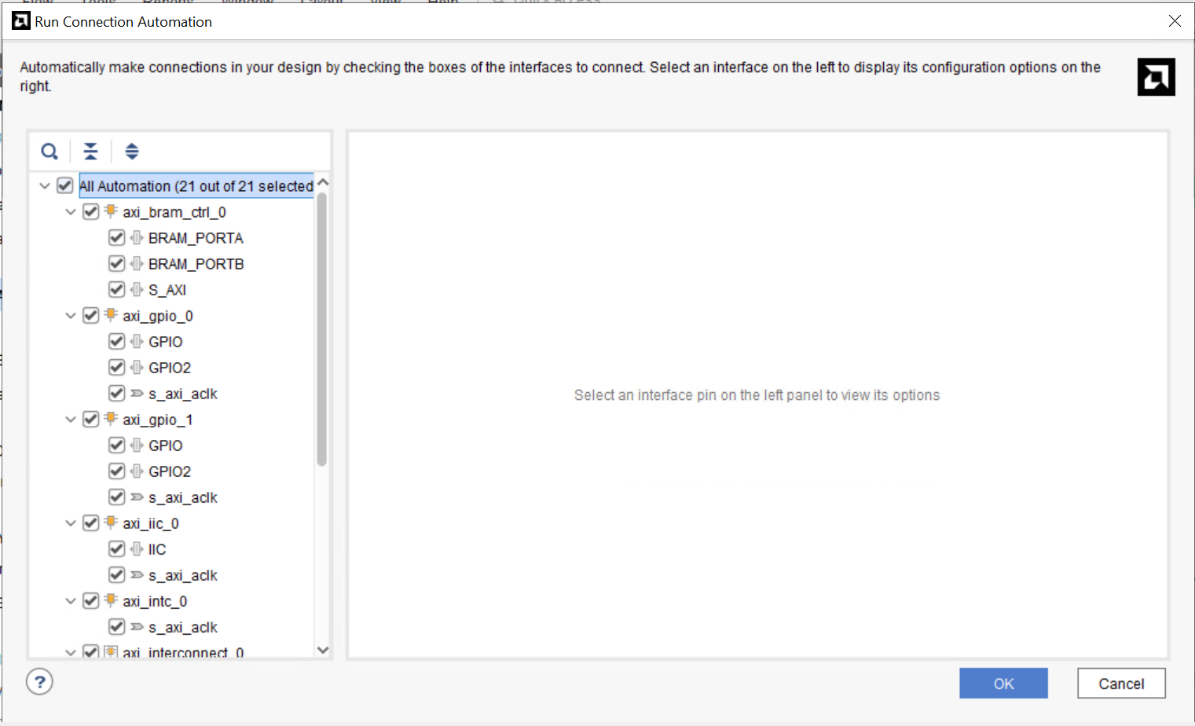 Run Connection Automation
Automatically make connections in your design by checking the boxes of the interfaces to connect. Select an interface on the left to display its configuration options on the
right.
All Automation (21 out of 21 selected
axi_bram_ctrl_0
BRAM_PORTA
BRAM_PORTB
S_AXI
axi_gpio_0
GPIO
GPIO2
s_axi_aclk
axi_gpio_1
GPIO
GPIO2
s_axi_aclk
axi_iic_0
IIC
s_axi_aclk
axi_intc_0
s_axi_aclk
axi_interconnect_0
Select an interface pin on the left panel to view its options
?
OK
Cancel